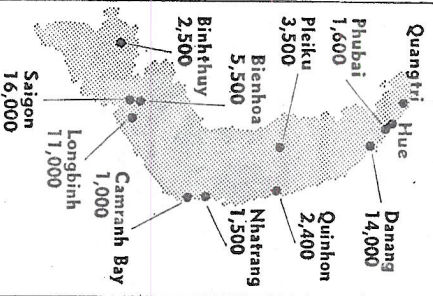 Quangtri
Hue
Phubai
1,600
Danang
14,000
Pleiku
3,500
Quinhon
2,400
Nhatrang
1,500
Camranh Bay
1,000
Bienhoa
5,500
Longbinh
11,000
Saigon
16,000
Binhthuy
2,500